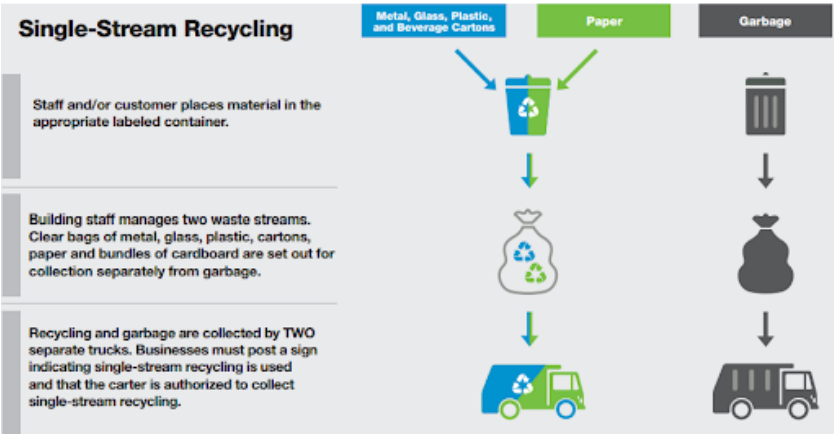 Single-Stream Recycling
Metal, Glass, Plastic,
and Beverage Cartons
Paper
Garbage
Staff and/or customer places material in the
appropriate labeled container.
Building staff manages two waste streams.
Clear bags of metal, glass, plastic, cartons,
paper and bundles of cardboard are set out for
collection separately from garbage.
Recycling and garbage are collected by TWO
separate trucks. Businesses must post a sign
indicating single-stream recycling is used
and that the carter is authorized to collect
single-stream recycling.